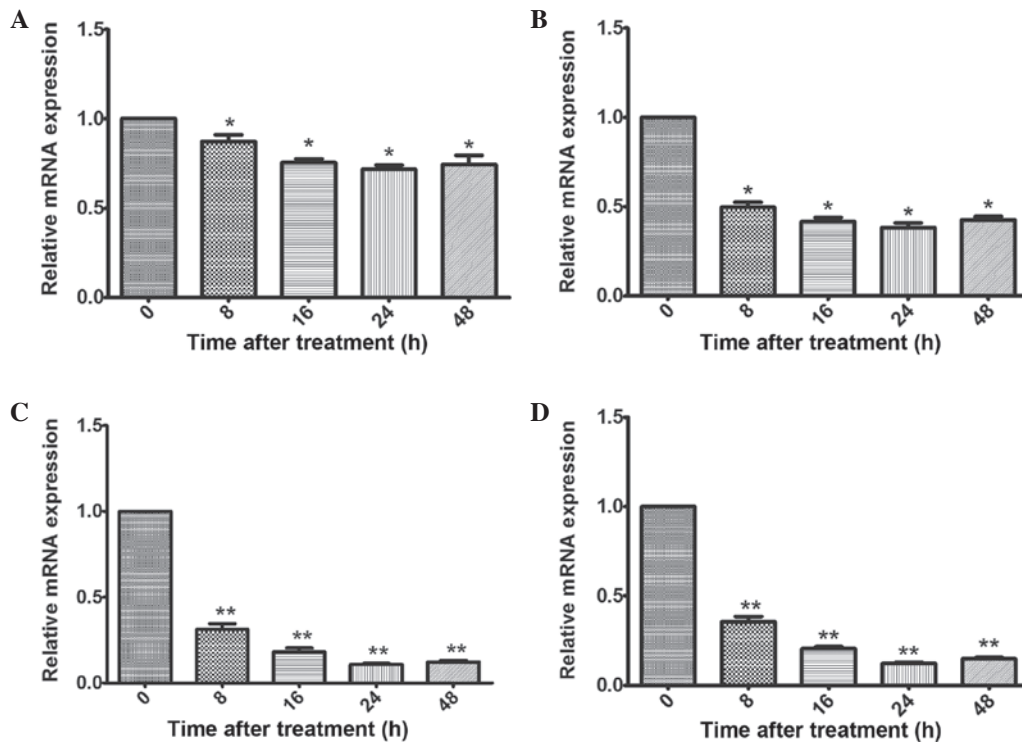 A
Relative mRNA expression
1.5
1.0
0.5
0.0
* * * *
0 8 16 24 48
Time after treatment (h)
B
Relative mRNA expression
1.5
1.0
0.5
0.0
* * * *
0 8 16 24 48
Time after treatment (h)
C
Relative mRNA expression
1.5
1.0
0.5
0.0
** ** ** **
0 8 16 24 48
Time after treatment (h)
D
Relative mRNA expression
1.5
1.0
0.5
0.0
** ** ** **
0 8 16 24 48
Time after treatment (h)